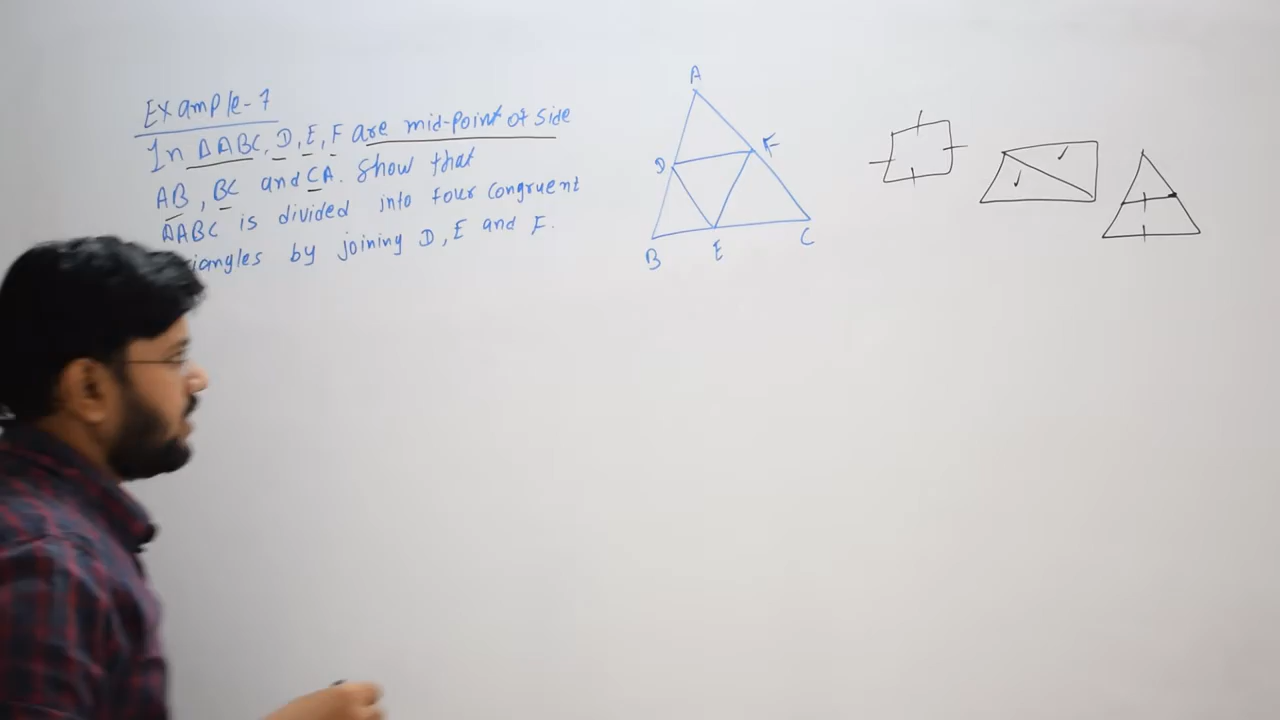 Example-7
In ΔABC, D, E, F are mid-point of side
AB, BC and CA. Show that
ΔABC is divided into four congruent
iangles by joining D, E and F.
A
D
F
B
E
C